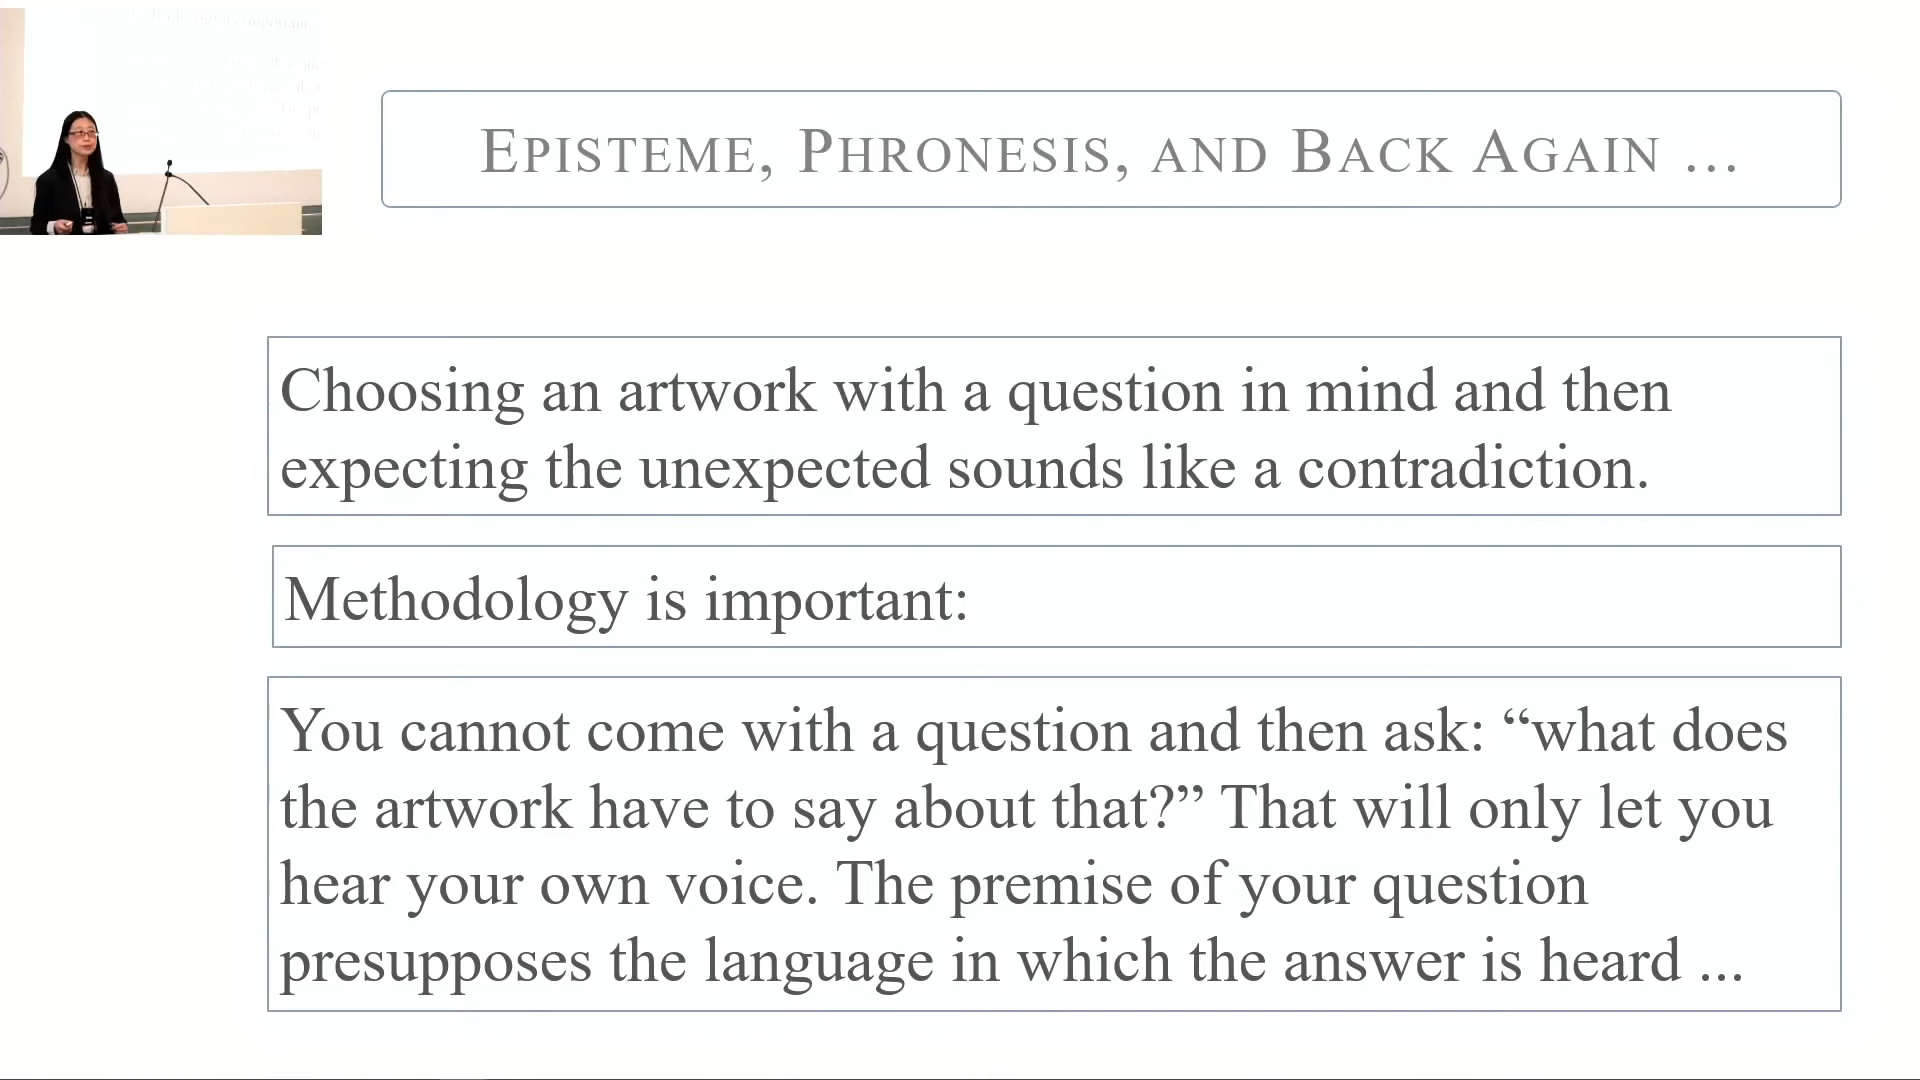 EPISTEME, PHRONESIS, AND BACK AGAIN ...
Choosing an artwork with a question in mind and then
expecting the unexpected sounds like a contradiction.
Methodology is important:
You cannot come with a question and then ask: “what does
the artwork have to say about that?” That will only let you
hear your own voice. The premise of your question
presupposes the language in which the answer is heard ...